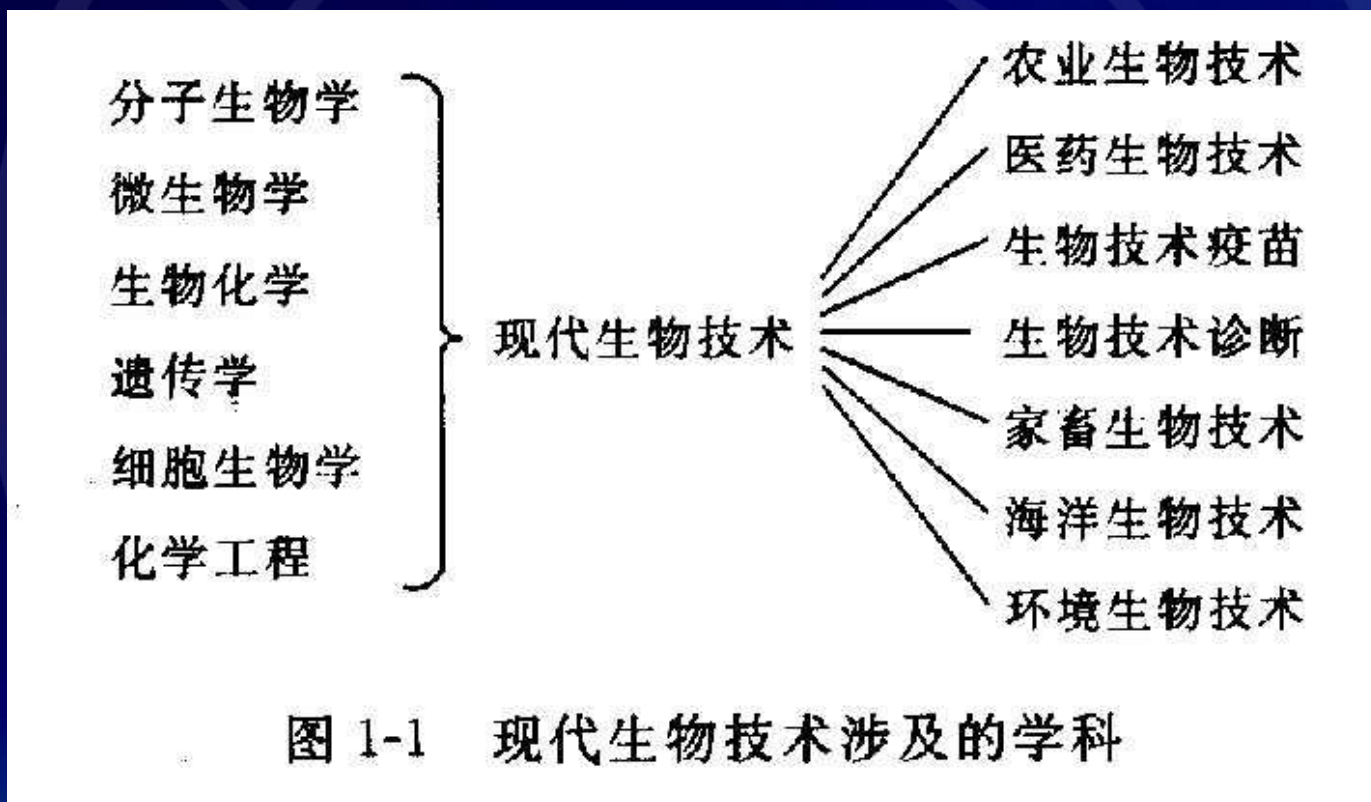 分子生物学
微生物学
生物化学
遗传学
细胞生物学
化学工程
现代生物技术
农业生物技术
医药生物技术
生物技术疫苗
生物技术诊断
家畜生物技术
海洋生物技术
环境生物技术
图 1-1 现代生物技术涉及的学科